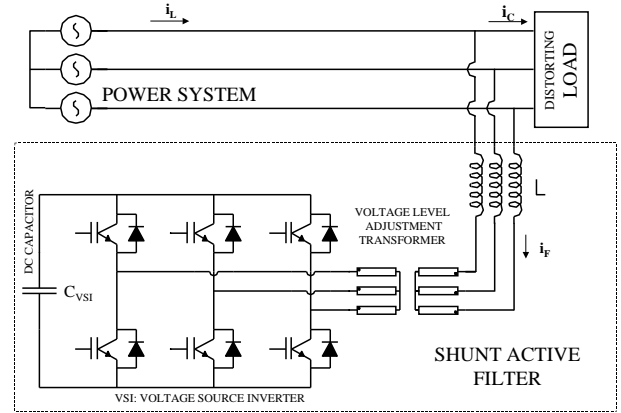 i_L
i_C
POWER SYSTEM
DISTORTING
LOAD
DC CAPACITOR
C_VSI
VOLTAGE LEVEL
ADJUSTMENT
TRANSFORMER
L
i_F
SHUNT ACTIVE
FILTER
VSI: VOLTAGE SOURCE INVERTER